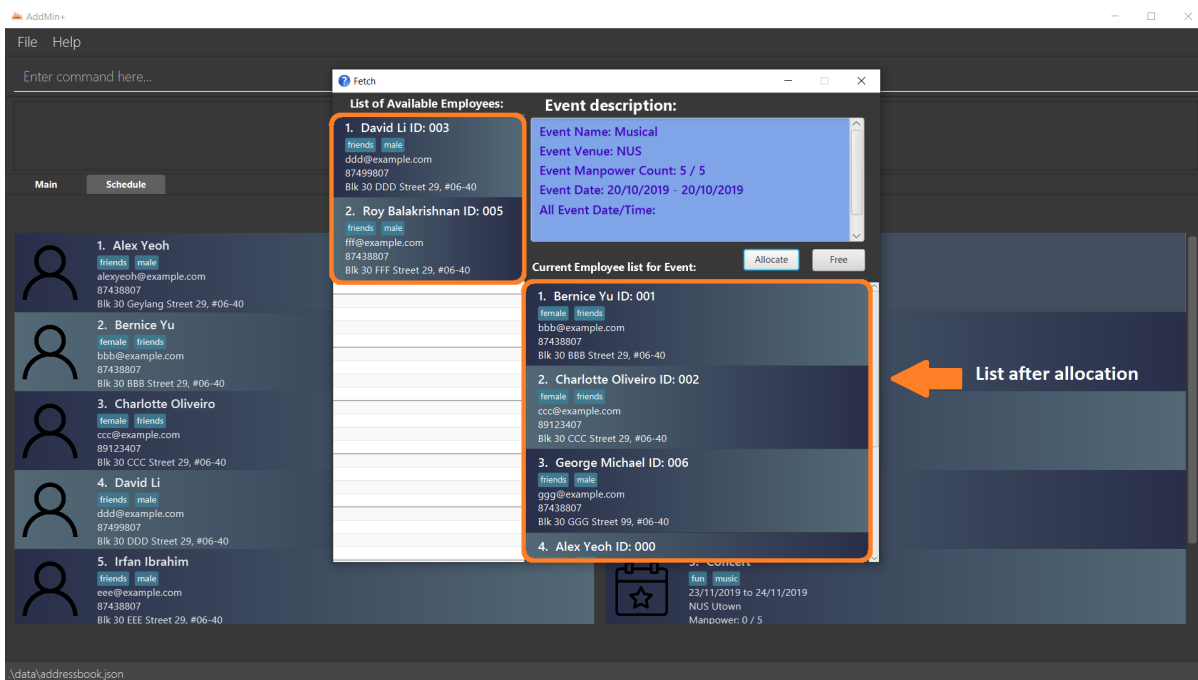 AddMin+
File Help
Enter command here...
Main Schedule
1. Alex Yeoh
friends male
alexyeoh@example.com
87438807
Blk 30 Geylang Street 29, #06-40
2. Bernice Yu
female friends
bbb@example.com
87438807
Blk 30 BBB Street 29, #06-40
3. Charlotte Oliveiro
female friends
ccc@example.com
89123407
Blk 30 CCC Street 29, #06-40
4. David Li
friends male
ddd@example.com
87499807
Blk 30 DDD Street 29, #06-40
5. Irfan Ibrahim
friends male
eee@example.com
87438807
Blk 30 EEE Street 29, #06-40
Fetch
List of Available Employees:
1. David Li ID: 003
friends male
ddd@example.com
87499807
Blk 30 DDD Street 29, #06-40
2. Roy Balakrishnan ID: 005
friends male
fff@example.com
87438807
Blk 30 FFF Street 29, #06-40
Event description:
Event Name: Musical
Event Venue: NUS
Event Manpower Count: 5 / 5
Event Date: 20/10/2019 - 20/10/2019
All Event Date/Time:
Allocate Free
Current Employee list for Event:
1. Bernice Yu ID: 001
female friends
bbb@example.com
87438807
Blk 30 BBB Street 29, #06-40
2. Charlotte Oliveiro ID: 002
female friends
ccc@example.com
89123407
Blk 30 CCC Street 29, #06-40
3. George Michael ID: 006
friends male
ggg@example.com
87438807
Blk 30 GGG Street 99, #06-40
4. Alex Yeoh ID: 000
List after allocation
Concert
fun music
23/11/2019 to 24/11/2019
NUS Utown
Manpower: 0 / 5
.\data\addressbook.json